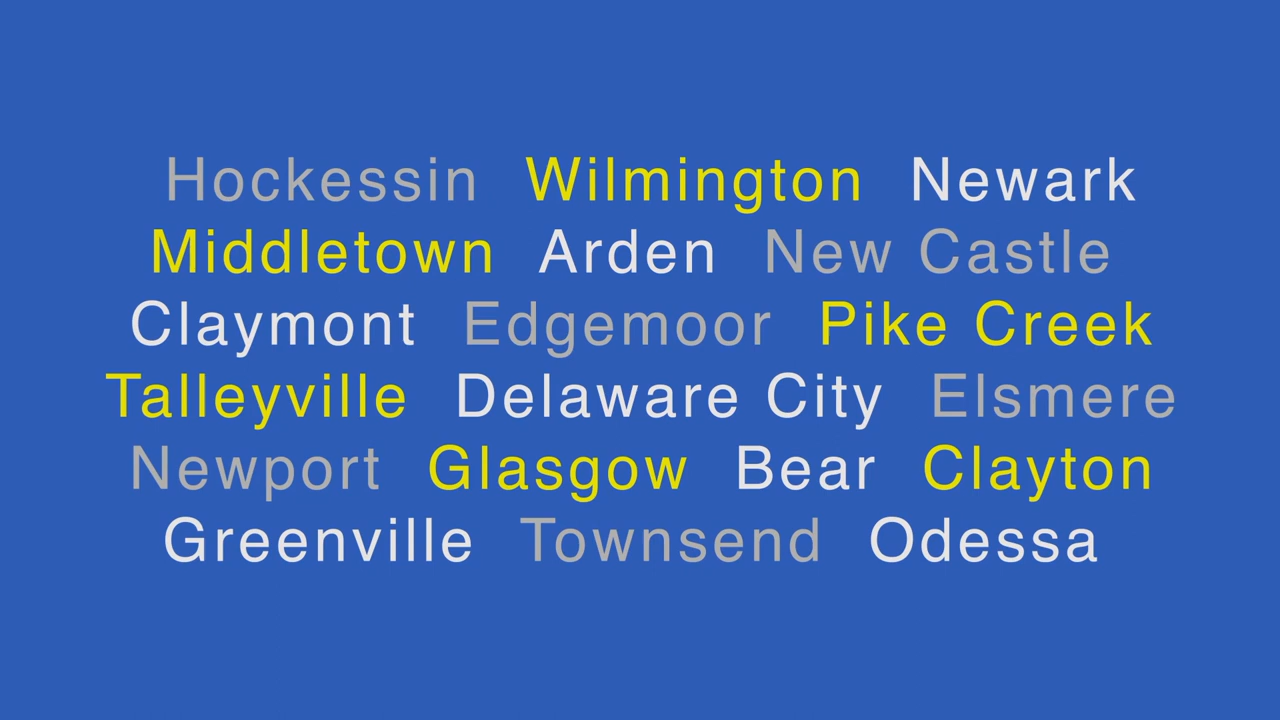 Hockessin Wilmington Newark
Middletown Arden New Castle
Claymont Edgemoor Pike Creek
Talleyville Delaware City Elsmere
Newport Glasgow Bear Clayton
Greenville Townsend Odessa